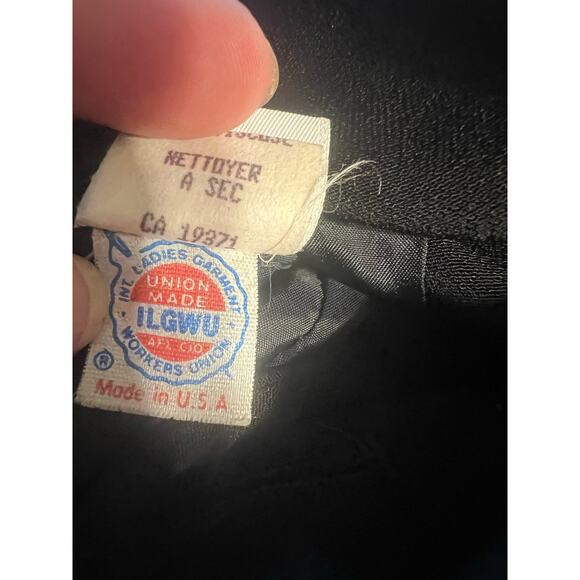 NETTOYER
A SEC
CA 19371
INT. LADIES GARMENT
UNION
MADE
ILGWU
AFL CIO
WORKERS UNION
®
Made in U.S.A